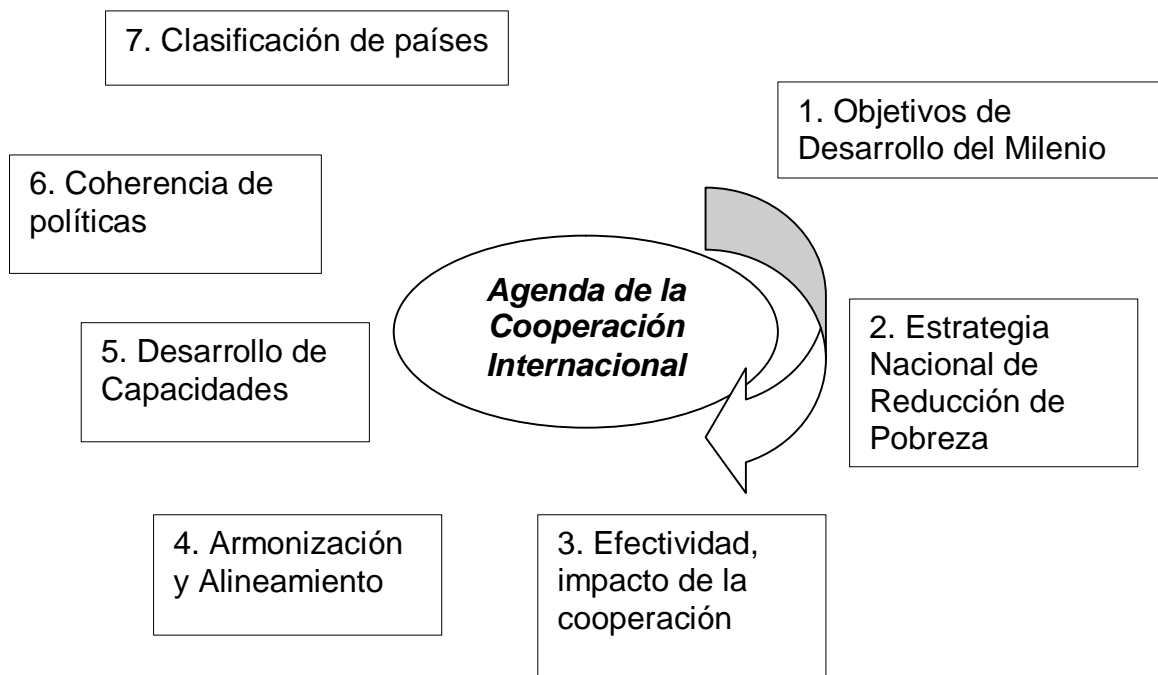 7. Clasificación de países
1. Objetivos de
Desarrollo del Milenio
6. Coherencia de
políticas
Agenda de la
Cooperación
Internacional
2. Estrategia
Nacional de
Reducción de
Pobreza
5. Desarrollo de
Capacidades
4. Armonización
y Alineamiento
3. Efectividad,
impacto de la
cooperación